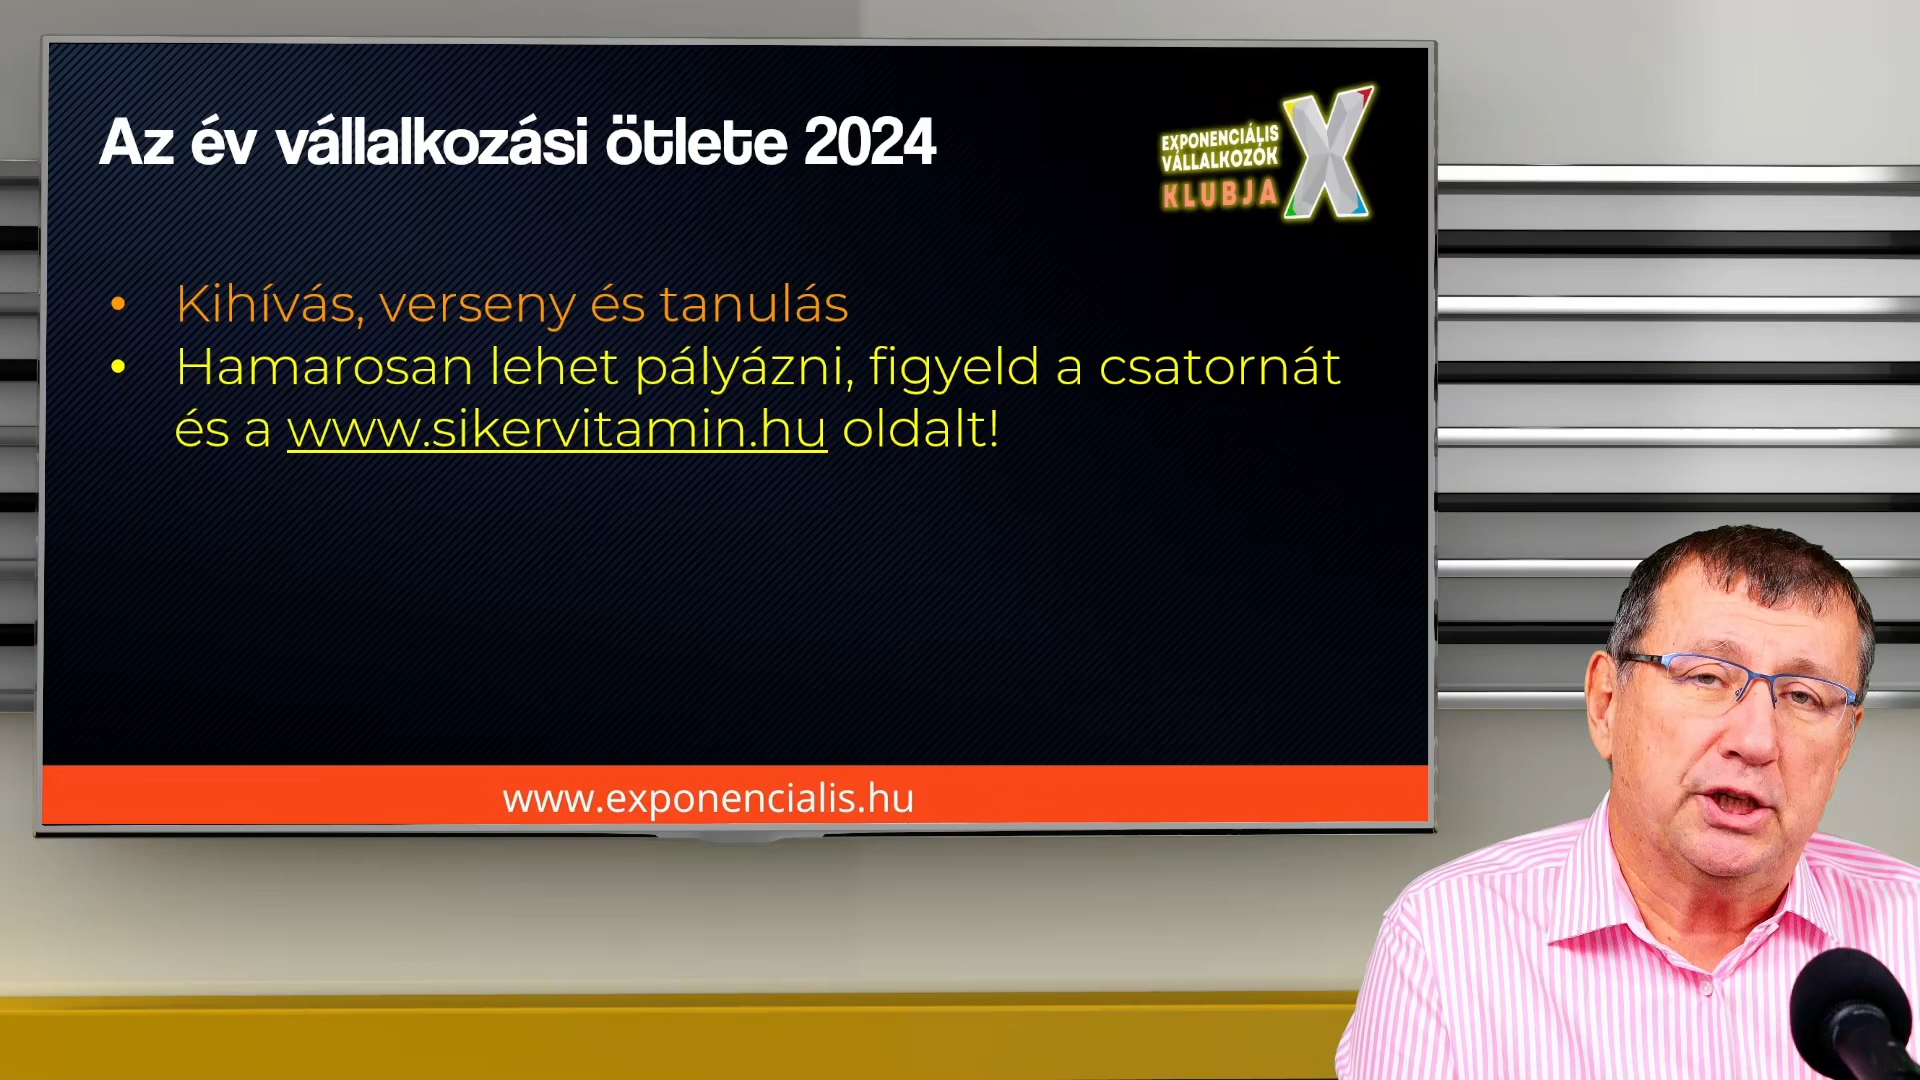 Az év vállalkozási ötlete 2024
EXPONENCIÁLIS
VÁLLALKOZÓK
KLUBJA
X
• Kihívás, verseny és tanulás
• Hamarosan lehet pályázni, figyeld a csatornát
és a www.sikervitamin.hu oldalt!
www.exponencialis.hu